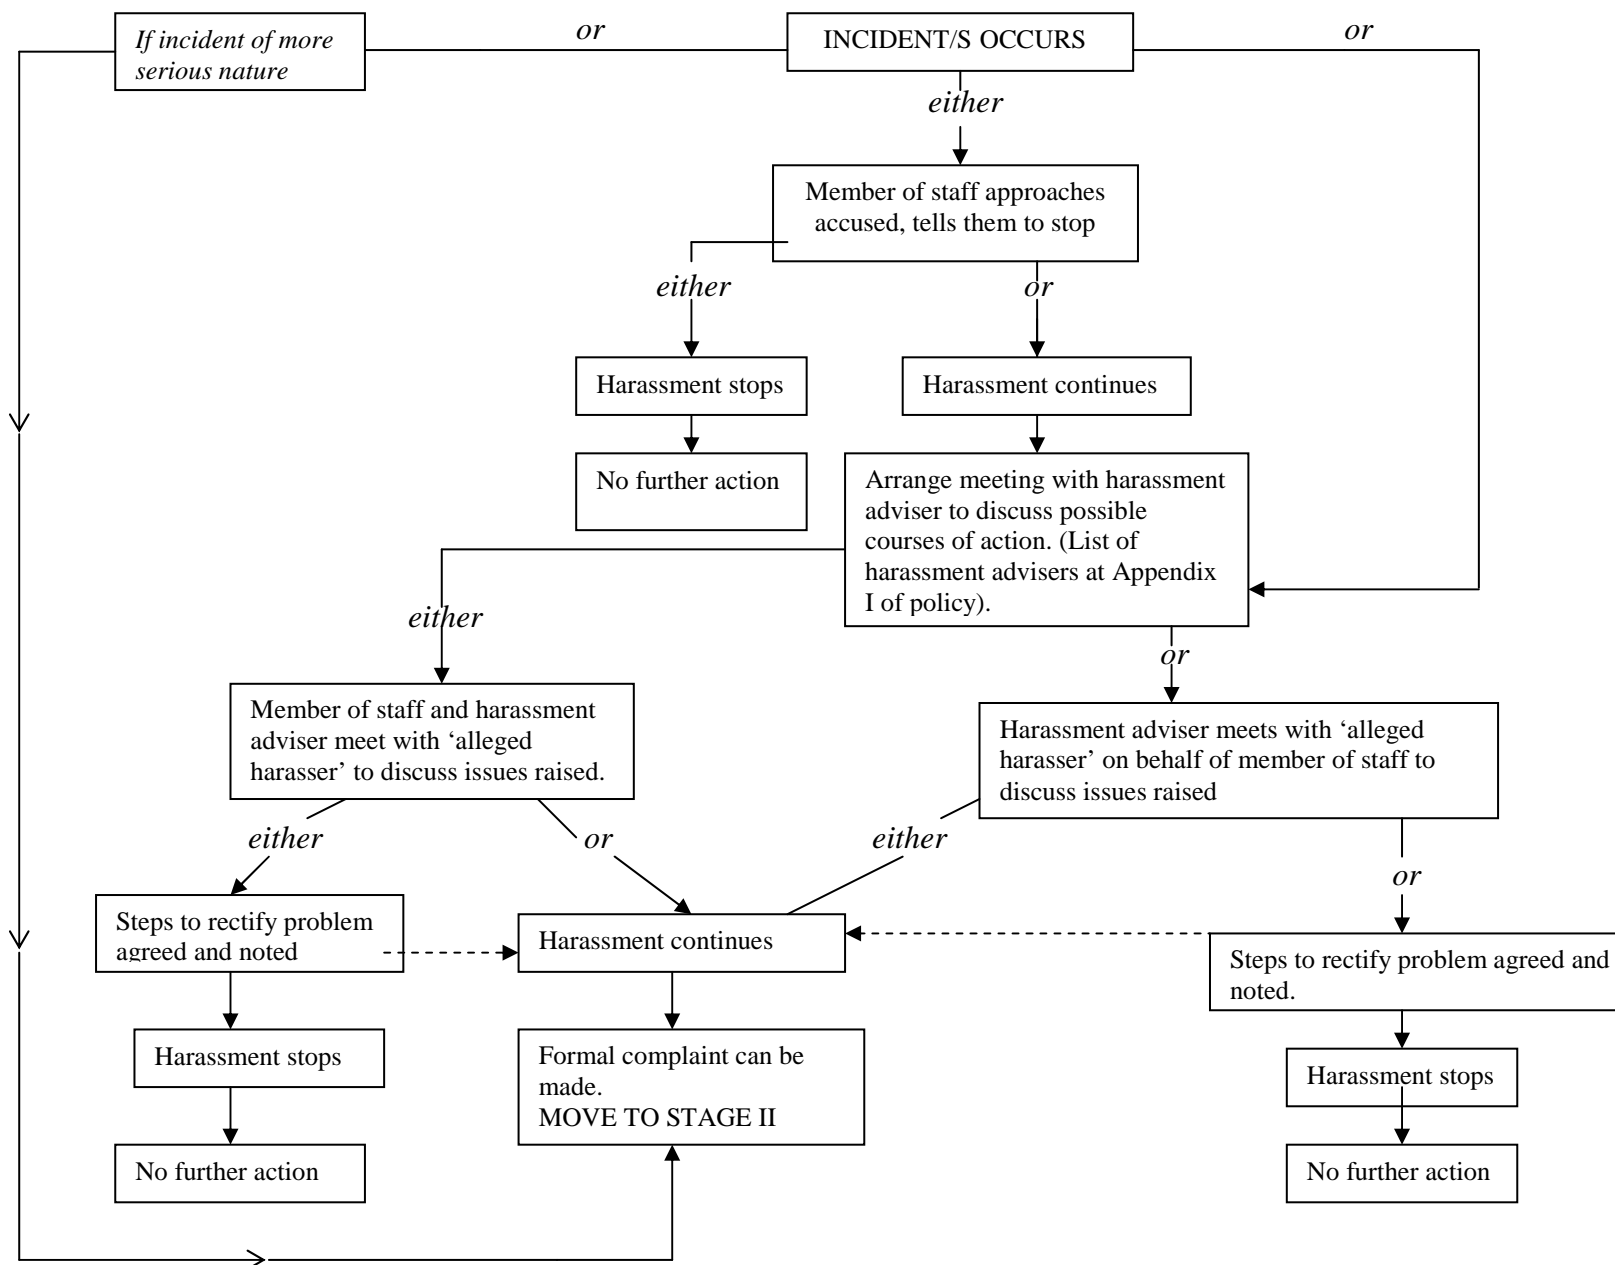 If incident of more
serious nature
or
INCIDENT/S OCCURS
or
either
Member of staff approaches
accused, tells them to stop
either
or
Harassment stops
Harassment continues
No further action
Arrange meeting with harassment
adviser to discuss possible
courses of action. (List of
harassment advisers at Appendix
I of policy).
either
or
Member of staff and harassment
adviser meet with ‘alleged
harasser’ to discuss issues raised.
Harassment adviser meets with ‘alleged
harasser’ on behalf of member of staff to
discuss issues raised
either
or
either
or
Steps to rectify problem
agreed and noted
Harassment continues
Steps to rectify problem agreed and
noted.
Harassment stops
Formal complaint can be
made.
MOVE TO STAGE II
Harassment stops
No further action
No further action